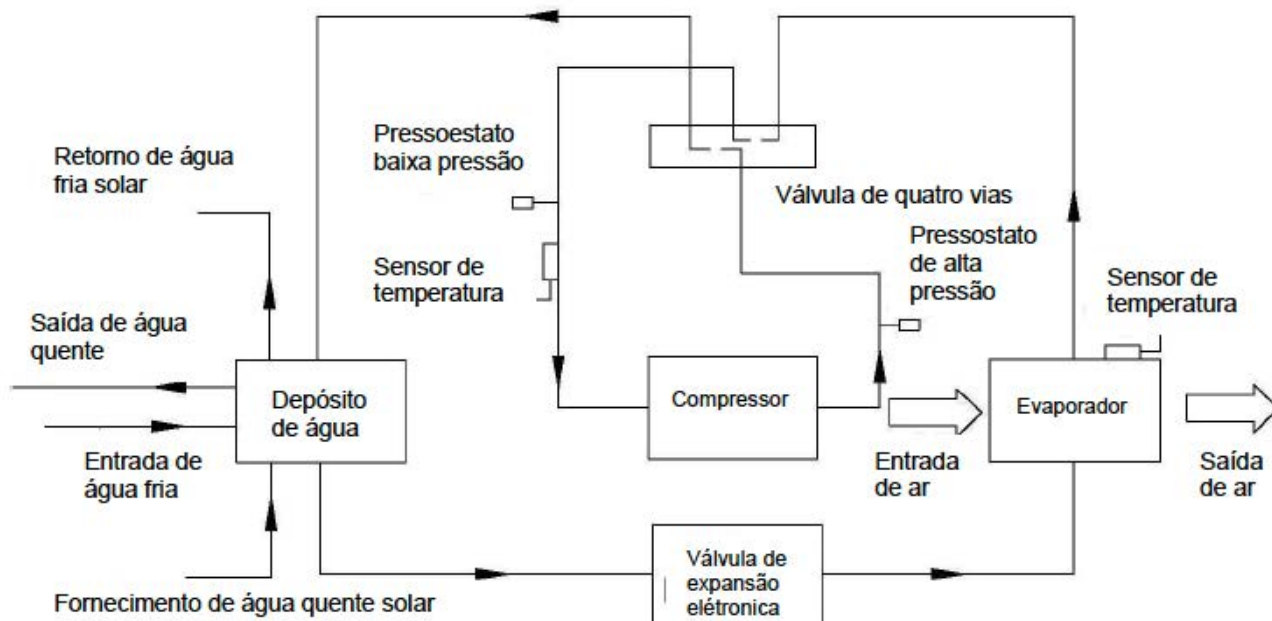 Pressoestato
baixa pressão
Retorno de água
fria solar
Válvula de quatro vias
Pressostato
de alta
pressão
Sensor de
temperatura
Sensor de
temperatura
Saída de água
quente
Depósito
de água
Compressor
Evaporador
Entrada de
água fria
Entrada
de ar
Saída
de ar
Válvula de
expansão
elétronica
Fornecimento de água quente solar